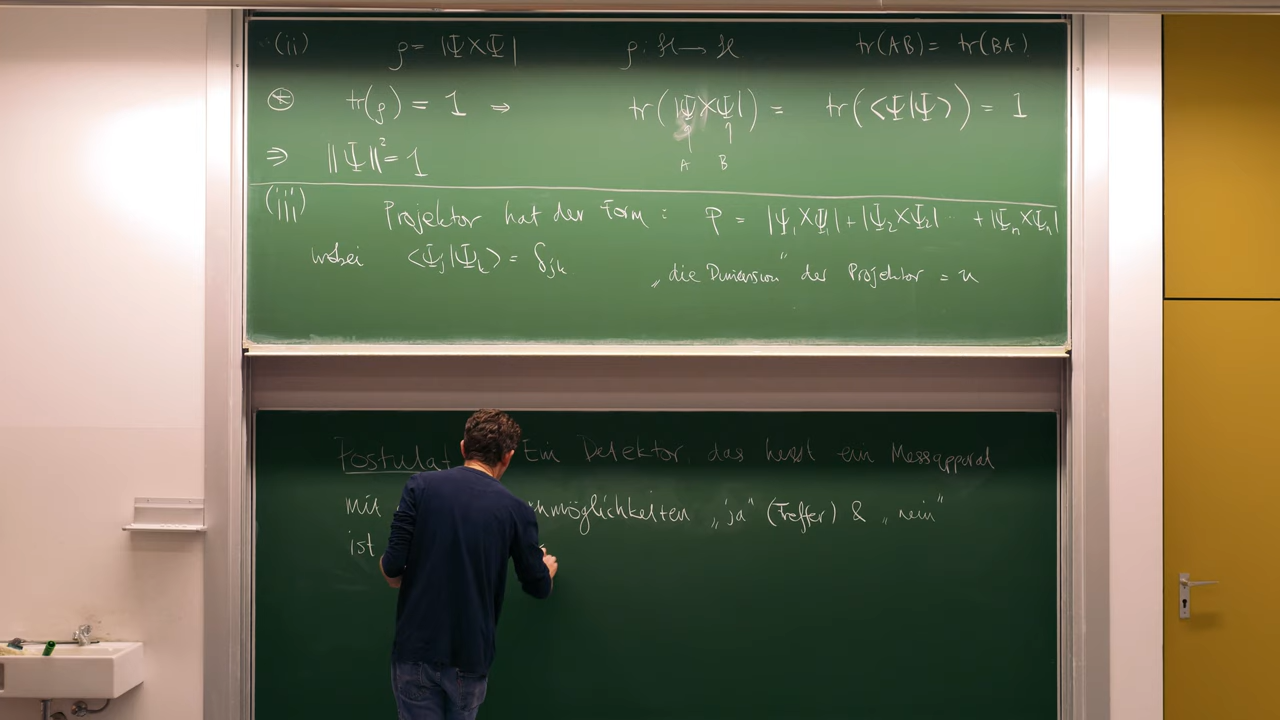 (ii) ρ = |Ψ⟩⟨Ψ| ρ: ℋ → ℋ tr(AB) = tr(BA)
⊛ tr(ρ) = 1 ⇒ tr(|Ψ⟩⟨Ψ|) = tr(⟨Ψ|Ψ⟩) = 1
A B
⇒ ||Ψ||² = 1
(iii) Projektor hat der Form : P = |Ψ₁⟩⟨Ψ₁| + |Ψ₂⟩⟨Ψ₂| ... + |Ψₙ⟩⟨Ψₙ|
wobei ⟨Ψⱼ|Ψₖ⟩ = δⱼₖ „die Dimension" der Projektor = n
Postulat Ein Detektor, das heisst ein Messapparat
mit „ja" (Treffer) & „nein"
ist